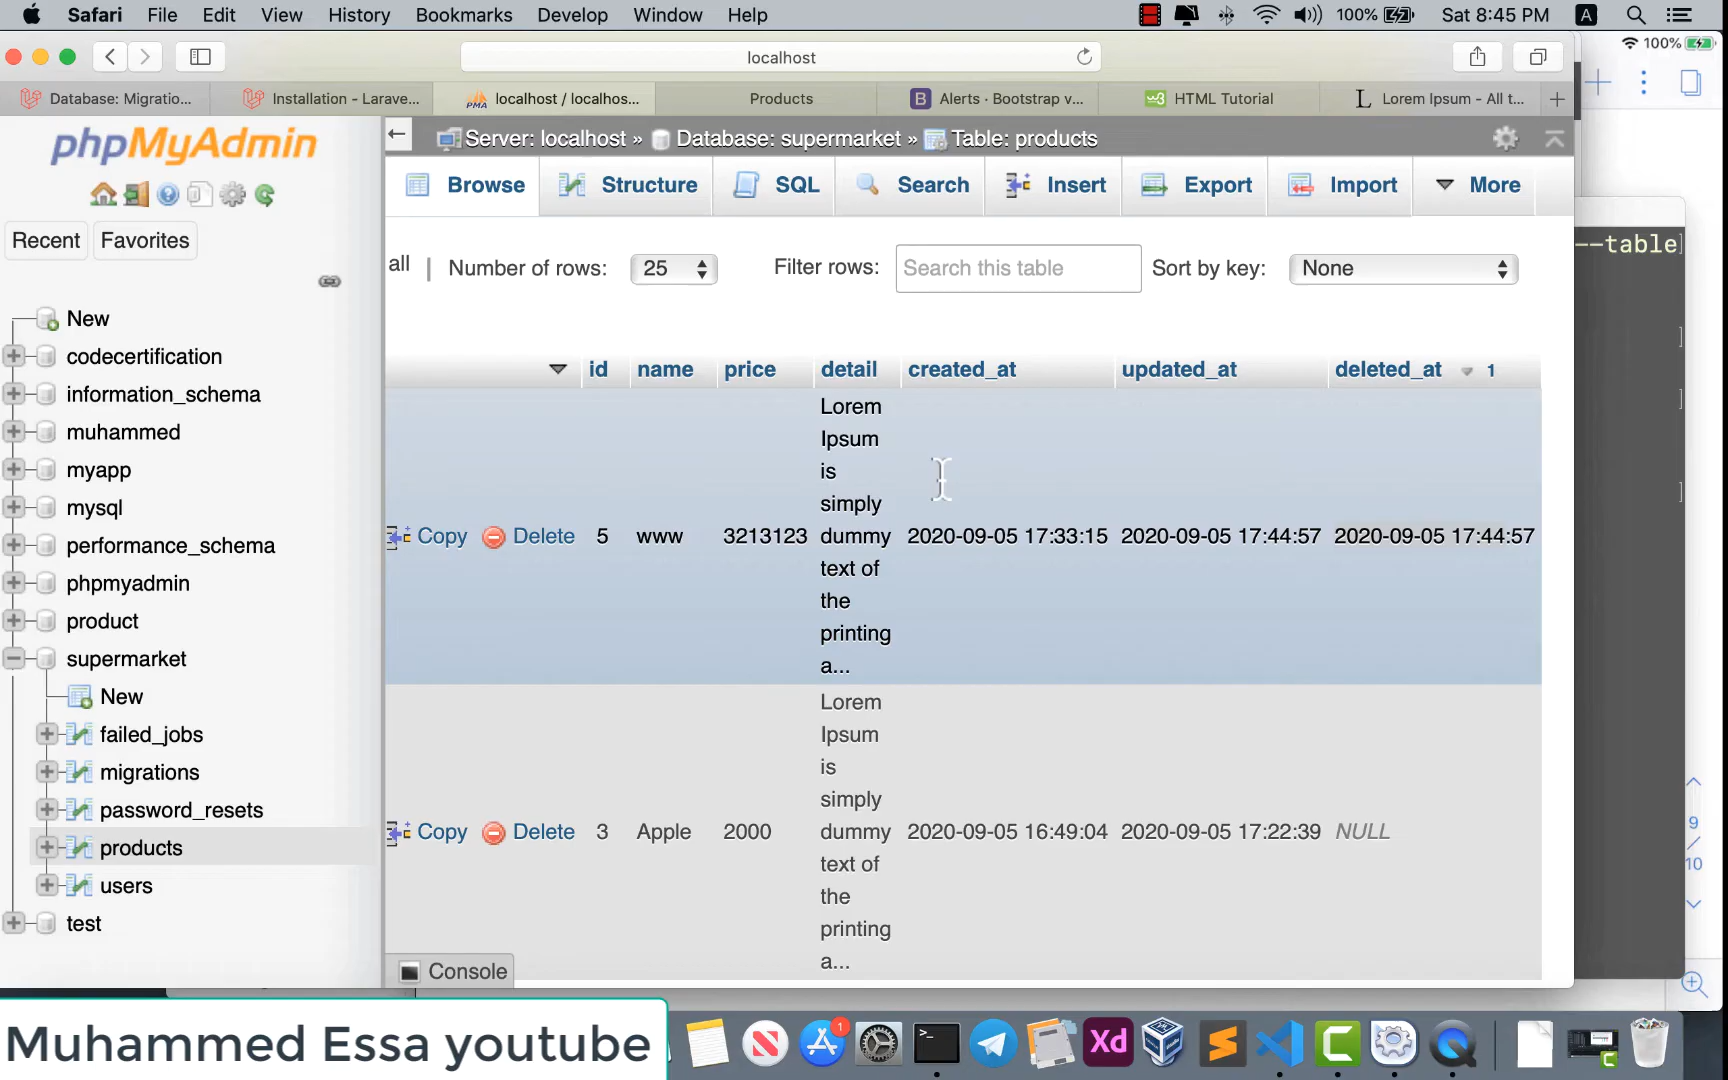 Safari File Edit View History Bookmarks Develop Window Help 100% Sat 8:45 PM A
100%
localhost
Database: Migratio... Installation - Larave... PMA localhost / localhos... Products B Alerts · Bootstrap v... w3 HTML Tutorial L Lorem Ipsum - All t...
phpMyAdmin
Server: localhost » Database: supermarket » Table: products
Browse Structure SQL Search Insert Export Import More
Recent Favorites
--table
all | Number of rows: 25 Filter rows: Search this table Sort by key: None
New
codecertification
information_schema
muhammed
myapp
mysql
performance_schema
phpmyadmin
product
supermarket
New
failed_jobs
migrations
password_resets
products
users
test
id name price detail created_at updated_at deleted_at 1
Lorem
Ipsum
is
simply
Copy Delete 5 www 3213123 dummy 2020-09-05 17:33:15 2020-09-05 17:44:57 2020-09-05 17:44:57
text of
the
printing
a...
Lorem
Ipsum
is
simply
Copy Delete 3 Apple 2000 dummy 2020-09-05 16:49:04 2020-09-05 17:22:39 NULL
text of
the
printing
a...
9
/
10
Console
Muhammed Essa youtube
1
Xd